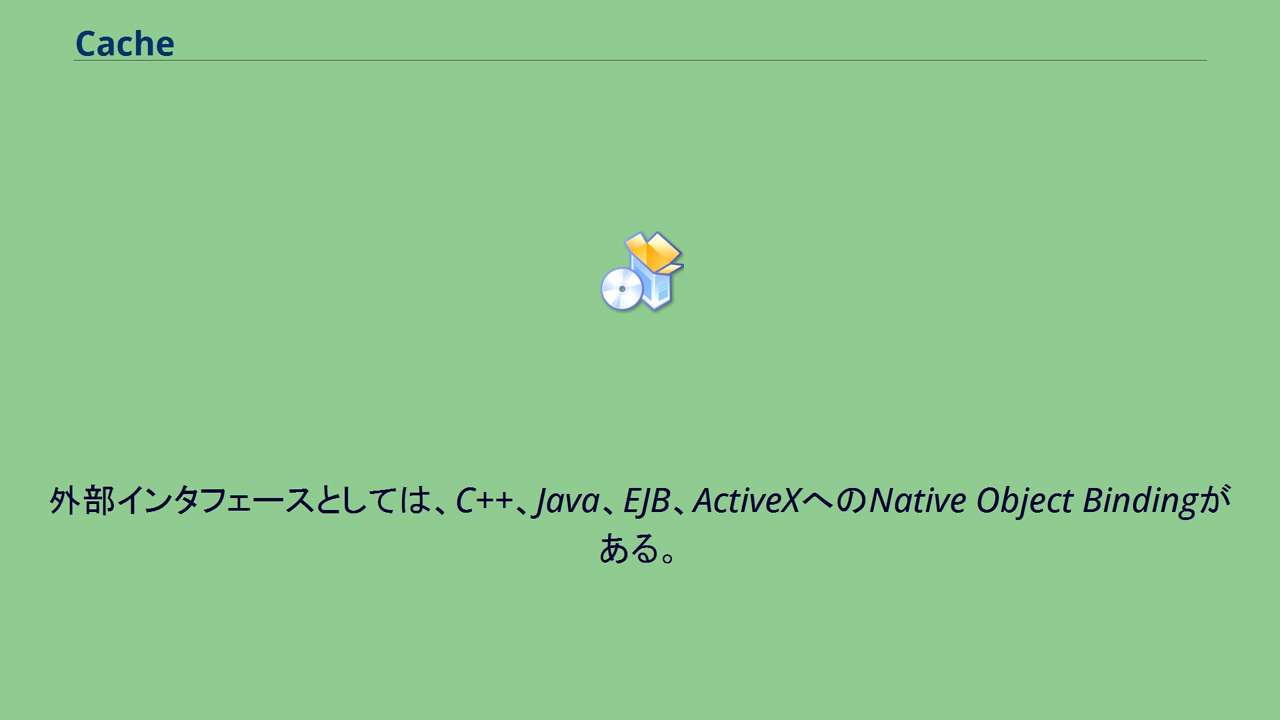 Cache
外部インタフェースとしては、C++、Java、EJB、ActiveXへのNative Object Bindingが
ある。